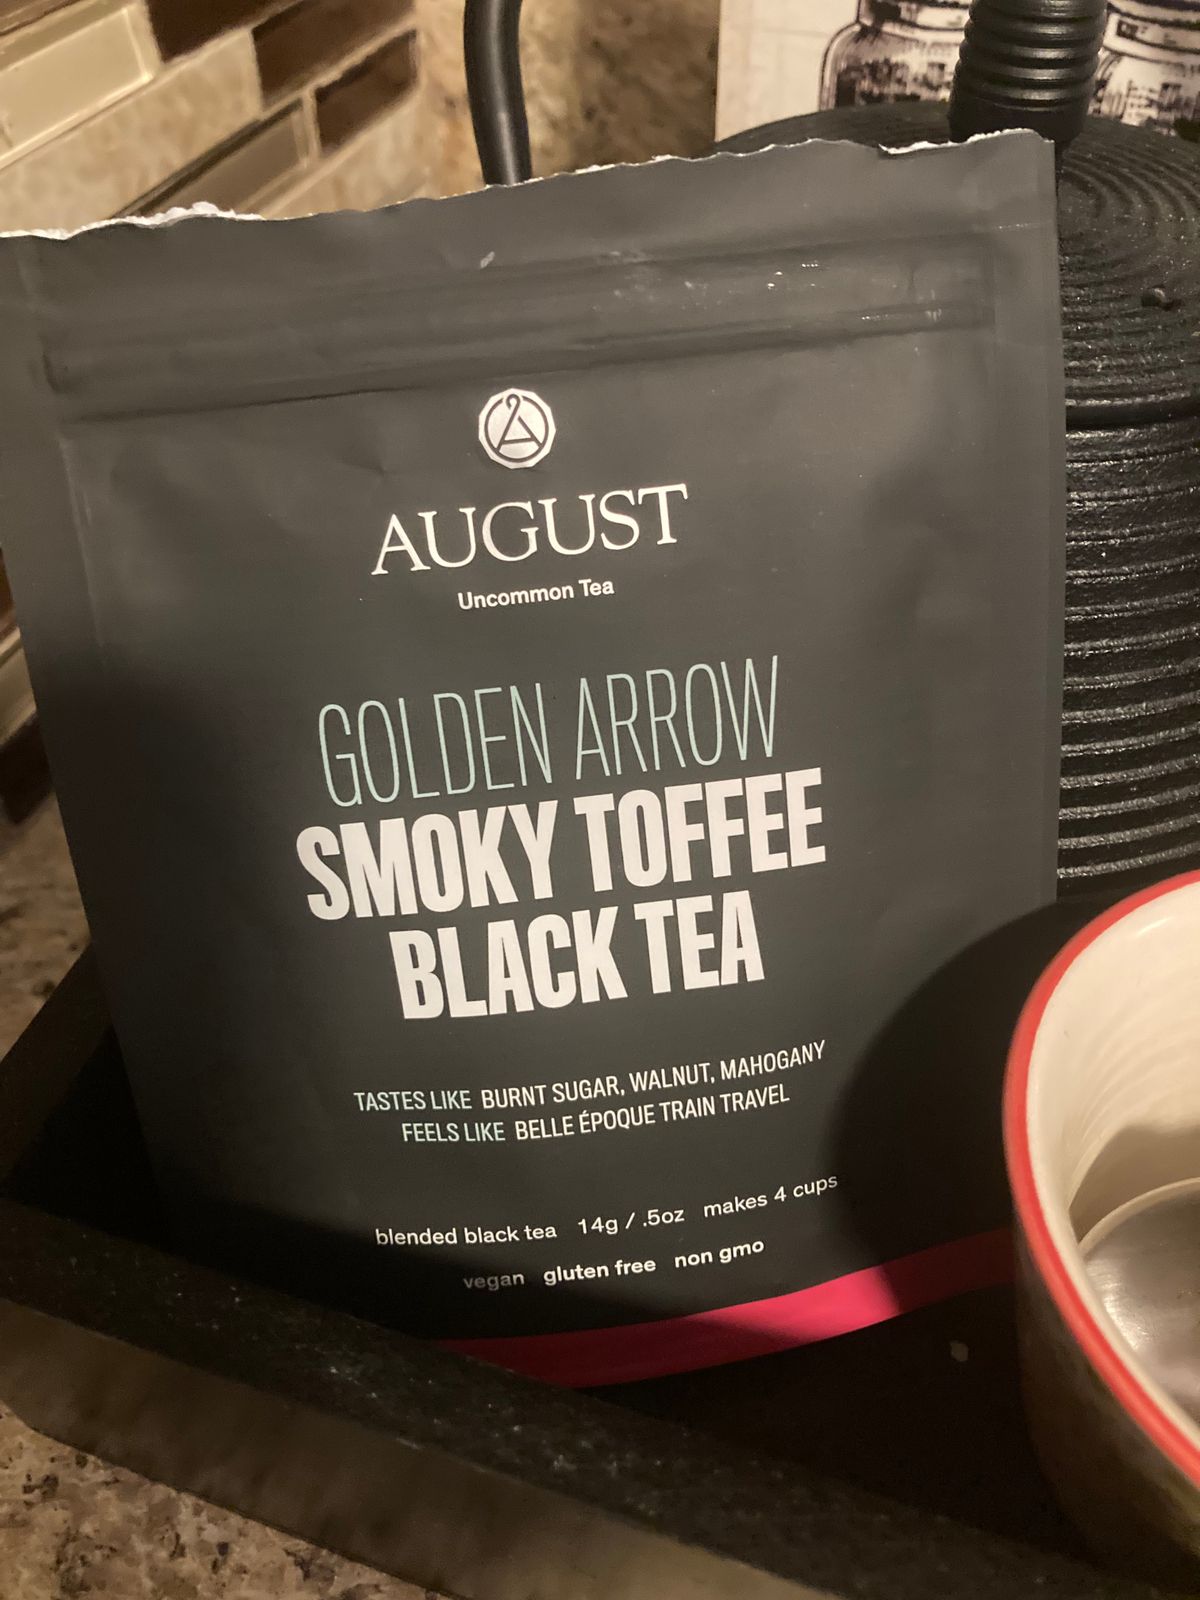 AUGUST
Uncommon Tea
GOLDEN ARROW
SMOKY TOFFEE
BLACK TEA
TASTES LIKE BURNT SUGAR, WALNUT, MAHOGANY
FEELS LIKE BELLE ÉPOQUE TRAIN TRAVEL
blended black tea 14g / .5oz makes 4 cups
vegan gluten free non gmo